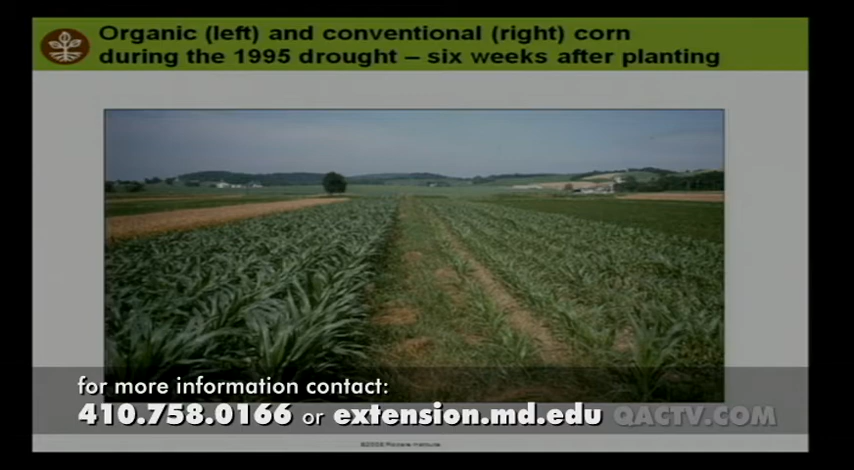 Organic (left) and conventional (right) corn
during the 1995 drought – six weeks after planting
for more information contact:
410.758.0166 or extension.md.edu QACTV.COM